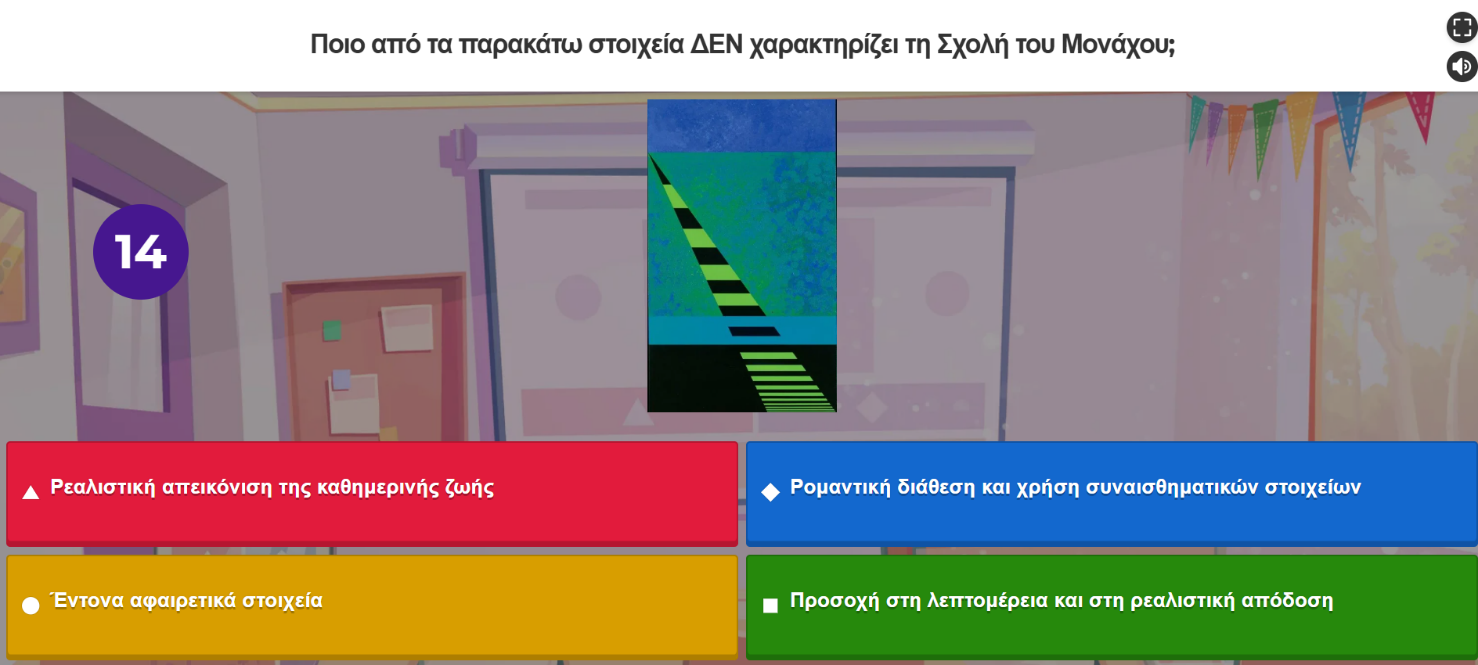 Ποιο από τα παρακάτω στοιχεία ΔΕΝ χαρακτηρίζει τη Σχολή του Μονάχου;
14
Ρεαλιστική απεικόνιση της καθημερινής ζωής
Ρομαντική διάθεση και χρήση συναισθηματικών στοιχείων
Έντονα αφαιρετικά στοιχεία
Προσοχή στη λεπτομέρεια και στη ρεαλιστική απόδοση